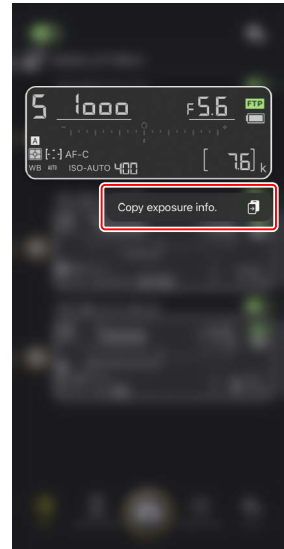 S 1000 F5.6 FTP
A
AF-C
WB ISO-AUTO 400 [ 7.6] k
Copy exposure info.